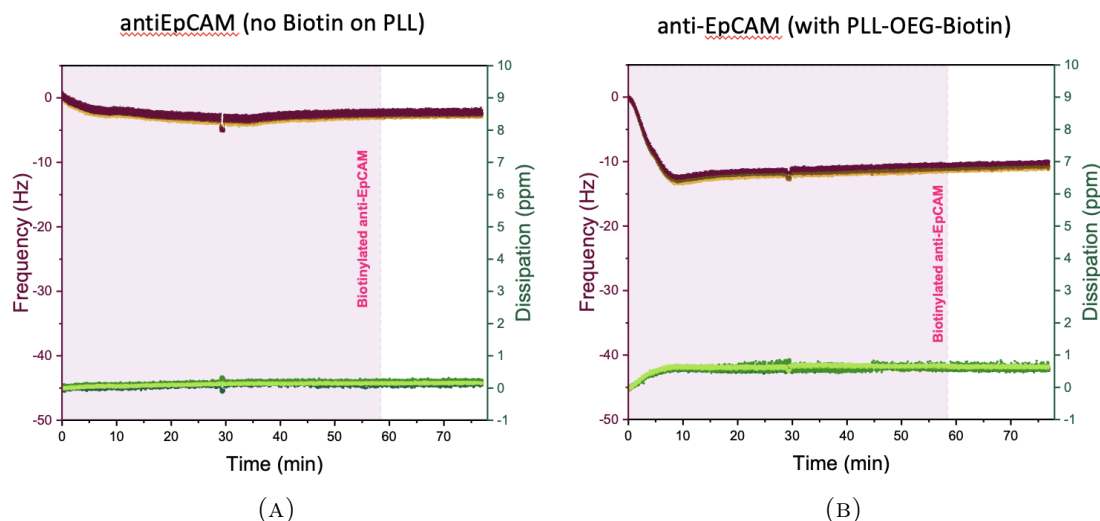 antiEpCAM (no Biotin on PLL)
0
-10
-20
-30
-40
-50
Frequency (Hz)
Biotinylated anti-EpCAM
10
9
8
7
6
5
4
3
2
1
0
-1
Dissipation (ppm)
0 10 20 30 40 50 60 70
Time (min)
(A)
anti-EpCAM (with PLL-OEG-Biotin)
0
-10
-20
-30
-40
-50
Frequency (Hz)
Biotinylated anti-EpCAM
10
9
8
7
6
5
4
3
2
1
0
-1
Dissipation (ppm)
0 10 20 30 40 50 60 70
Time (min)
(B)